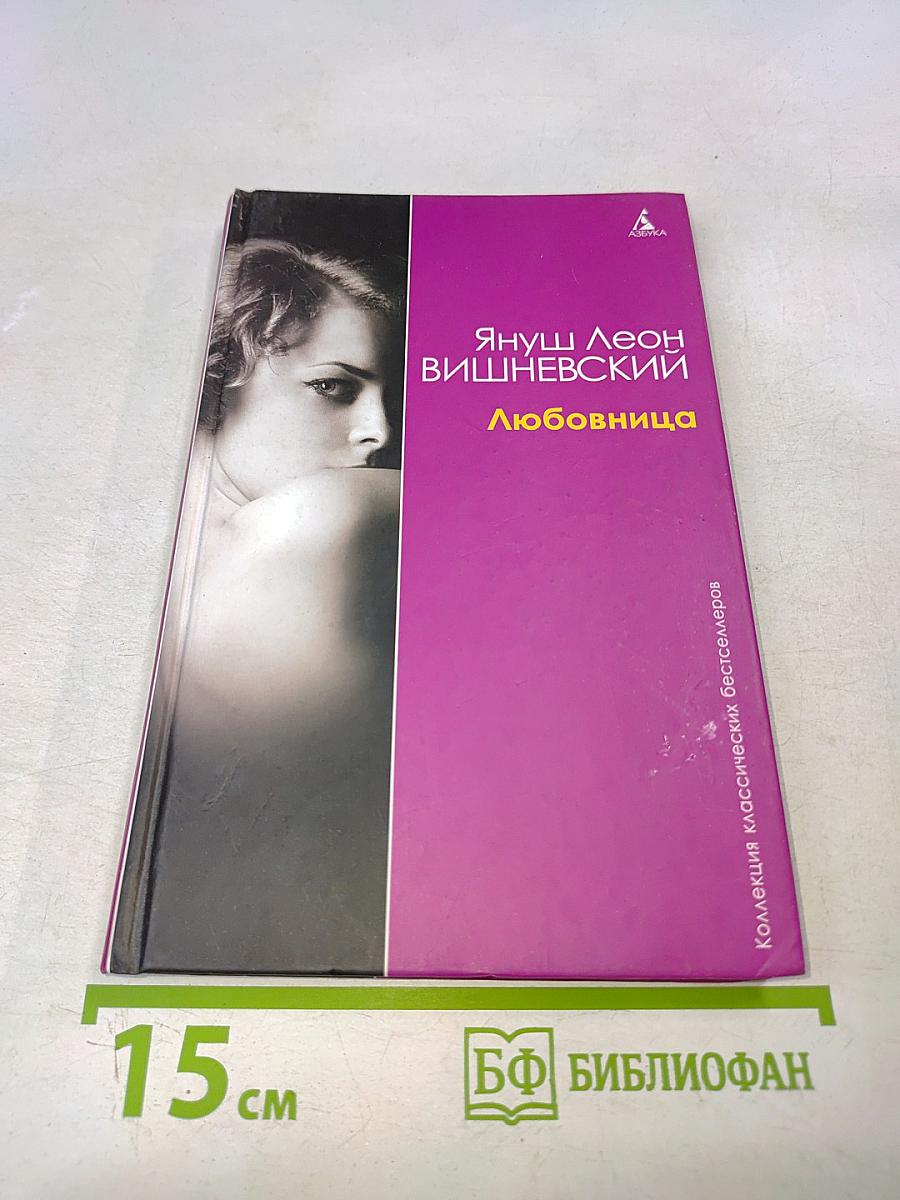 АЗБУКА
Януш Леон
ВИШНЕВСКИЙ
Любовница
Коллекция классических бестселлеров
15 см
БФ БИБЛИОФАН